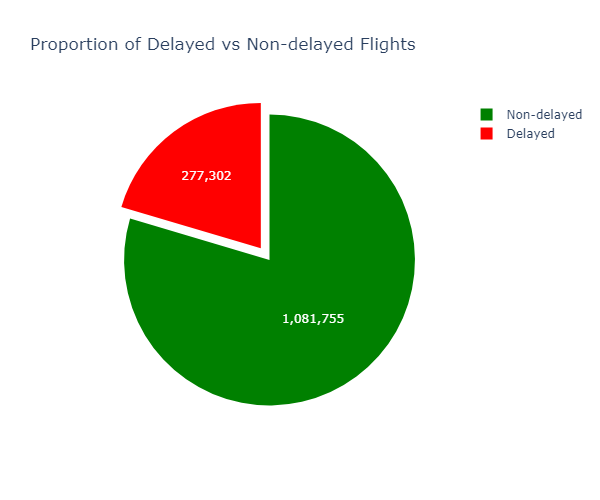 Proportion of Delayed vs Non-delayed Flights
Non-delayed
Delayed
277,302
1,081,755